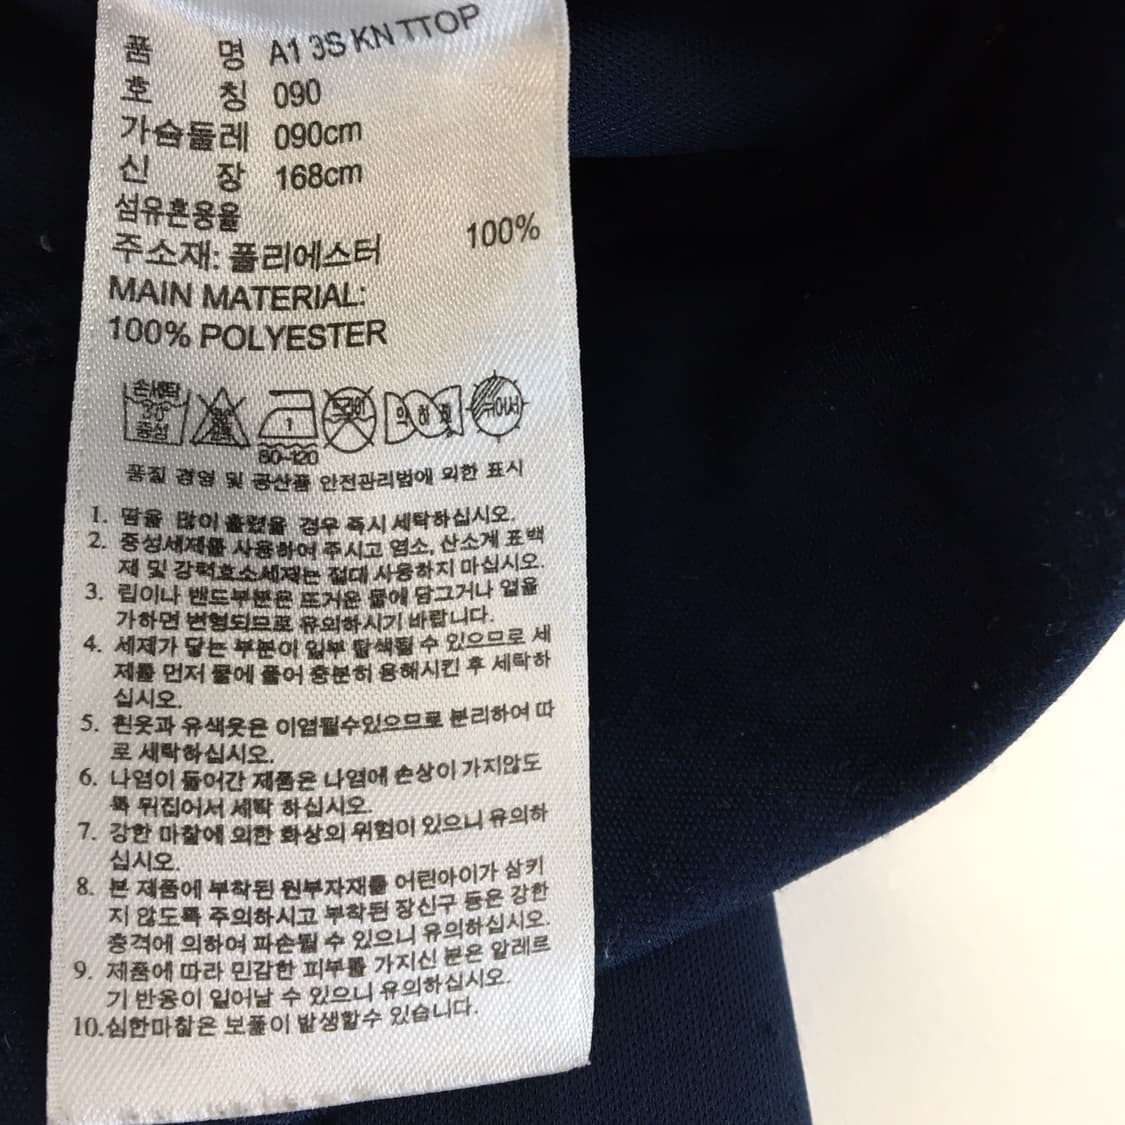 품 명 A1 3S KNTTOP
호 칭 090
가슴둘레 090cm
신 장 168cm
섬유혼용율
주소재: 폴리에스터 100%
MAIN MATERIAL:
100% POLYESTER
손세탁
30°
중성
1
80-120
드라이
약하게
뉘어서
품질 경영 및 공산품 안전관리법에 의한 표시
1. 땀을 많이 흘렸을 경우 즉시 세탁하십시오.
2. 중성세제를 사용하여 주시고 염소, 산소계 표백
제 및 강력효소세제는 절대 사용하지 마십시오.
3. 립이나 밴드부분은 뜨거운 물에 담그거나 열을
가하면 변형되므로 유의하시기 바랍니다.
4. 세제가 닿는 부분이 일부 탈색될 수 있으므로 세
제를 먼저 물에 풀어 충분히 용해시킨 후 세탁하
십시오.
5. 흰옷과 유색옷은 이염될수있으므로 분리하여 따
로 세탁하십시오.
6. 나염이 들어간 제품은 나염에 손상이 가지않도
록 뒤집어서 세탁 하십시오.
7. 강한 마찰에 의한 화상의 위험이 있으니 유의하
십시오.
8. 본 제품에 부착된 원부자재를 어린아이가 삼키
지 않도록 주의하시고 부착된 장신구 등은 강한
충격에 의하여 파손될 수 있으니 유의하십시오.
9. 제품에 따라 민감한 피부를 가지신 분은 알레르
기 반응이 일어날 수 있으니 유의하십시오.
10.심한마찰은 보풀이 발생할수 있습니다.